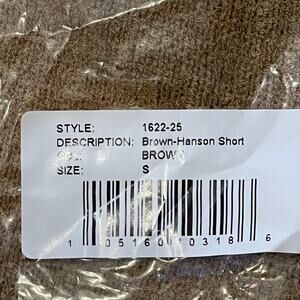 STYLE: 1622-25
DESCRIPTION: Brown-Hanson Short
BROWN
SIZE: S
1 05160 10318 6